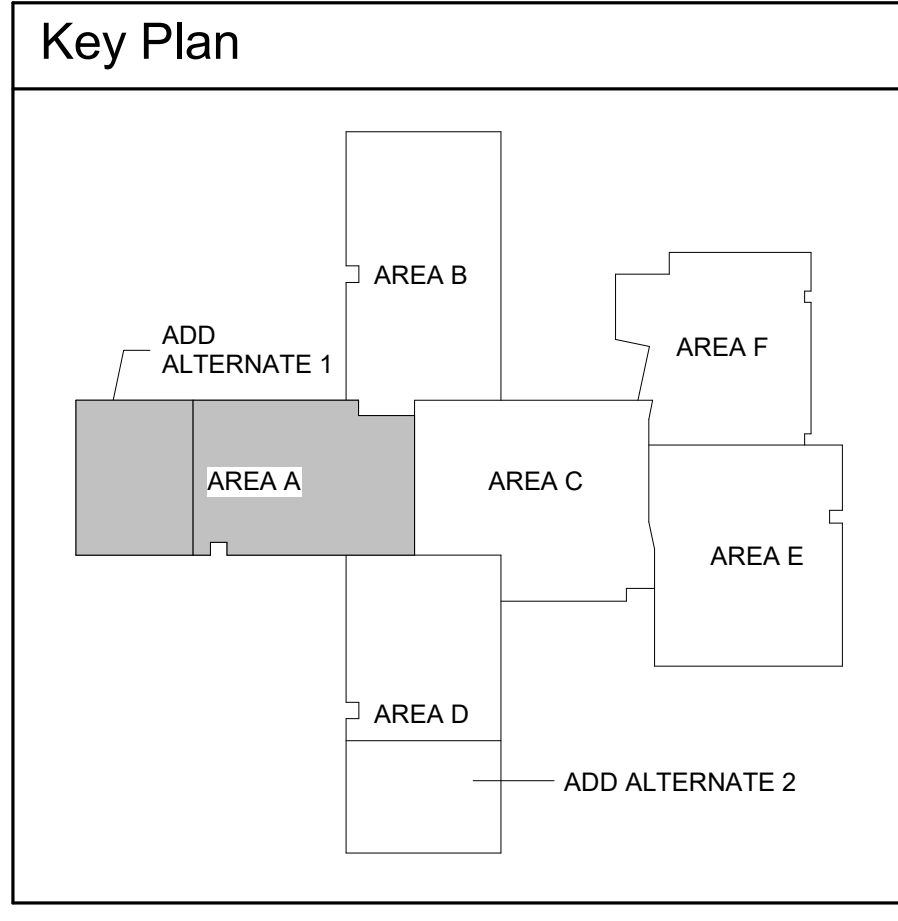 Key Plan
AREA B
ADD
ALTERNATE 1
AREA F
AREA A
AREA C
AREA E
AREA D
ADD ALTERNATE 2